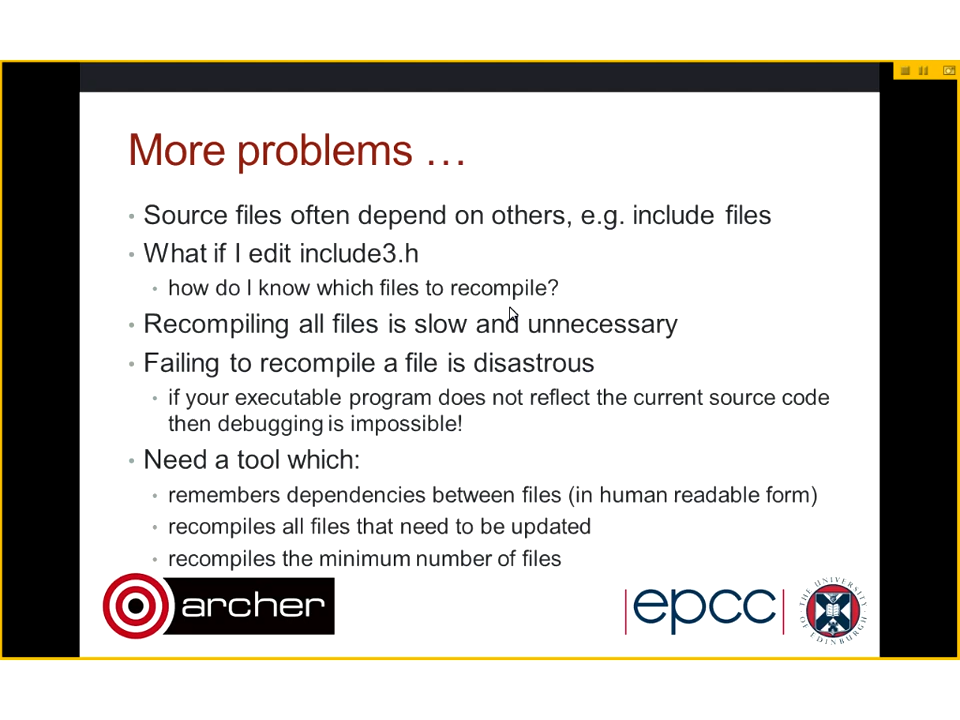 More problems …
• Source files often depend on others, e.g. include files
• What if I edit include3.h
• how do I know which files to recompile?
• Recompiling all files is slow and unnecessary
• Failing to recompile a file is disastrous
• if your executable program does not reflect the current source code
then debugging is impossible!
• Need a tool which:
• remembers dependencies between files (in human readable form)
• recompiles all files that need to be updated
• recompiles the minimum number of files
archer
epcc
THE UNIVERSITY OF EDINBURGH